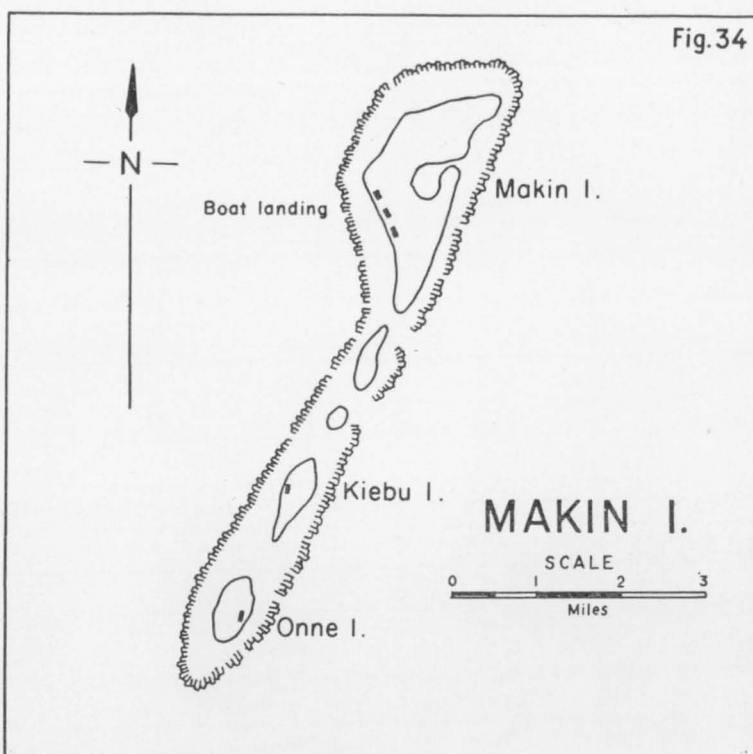 Fig. 34
N
Boat landing
Makin I.
Kiebu I.
MAKIN I.
SCALE
0 1 2 3
Miles
Onne I.